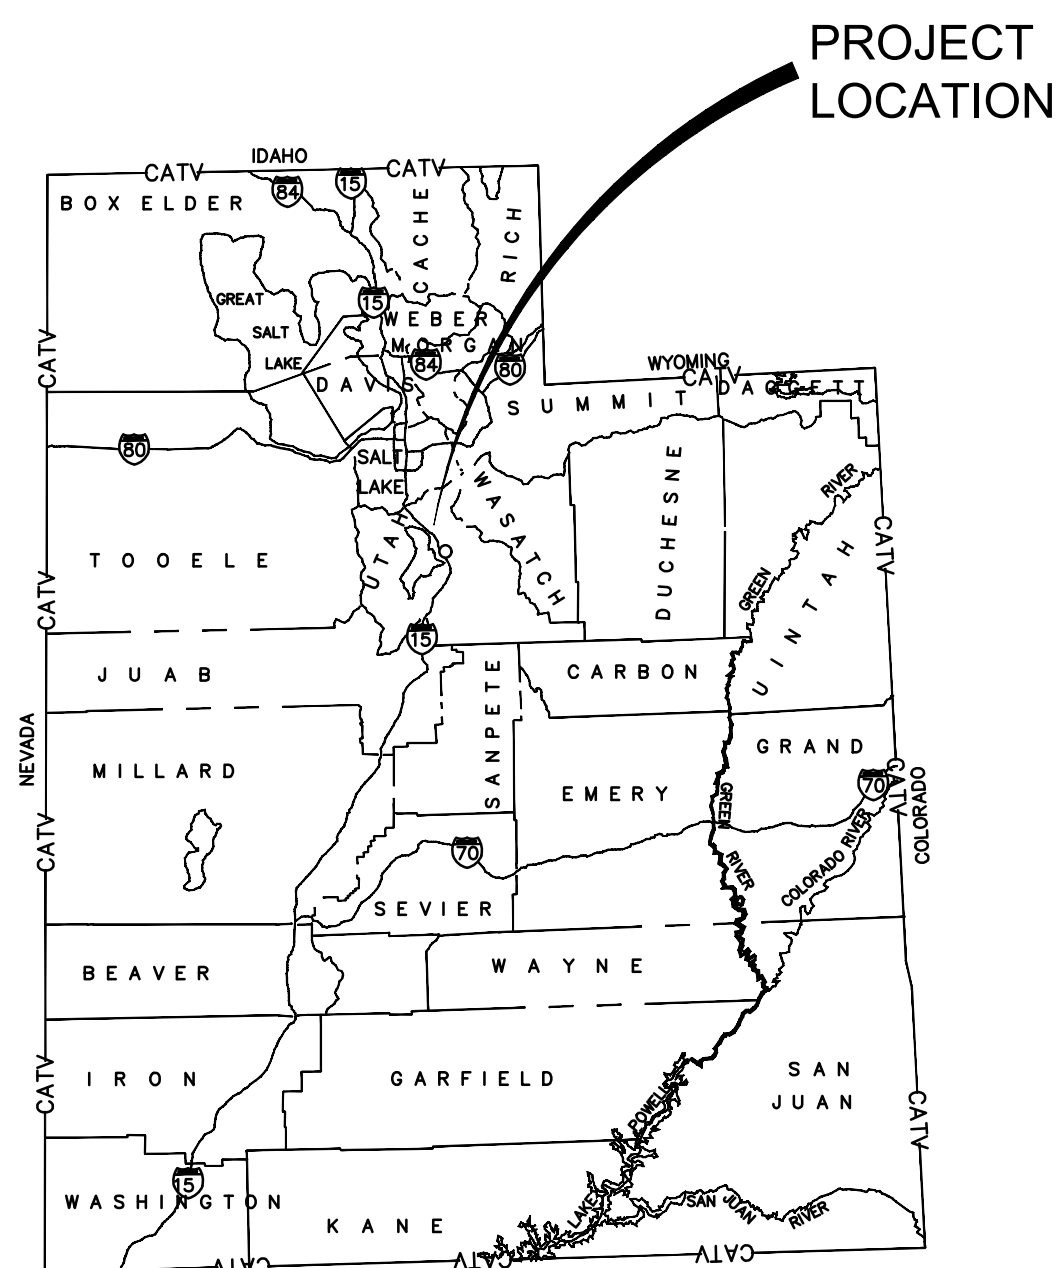 PROJECT
LOCATION
IDAHO
CATV
CATV
84
15
BOX ELDER
CACHE
RICH
GREAT
SALT
LAKE
15
WEBER
MORGAN
84
80
DAVIS
WYOMING
CATV
DAGGETT
SUMMIT
CATV
80
SALT
LAKE
WASATCH
DUCHESNE
RIVER
GREEN
UINTAH
CATV
TOOELE
UTAH
CATV
15
JUAB
SANPETE
CARBON
NEVADA
MILLARD
GRAND
70
CATV
COLORADO
EMERY
GREEN
RIVER
COLORADO RIVER
CATV
70
SEVIER
BEAVER
WAYNE
IRON
GARFIELD
SAN
JUAN
CATV
CATV
POWELL
LAKE
15
WASHINGTON
KANE
SAN JUAN RIVER
CATV
CATV
CATV